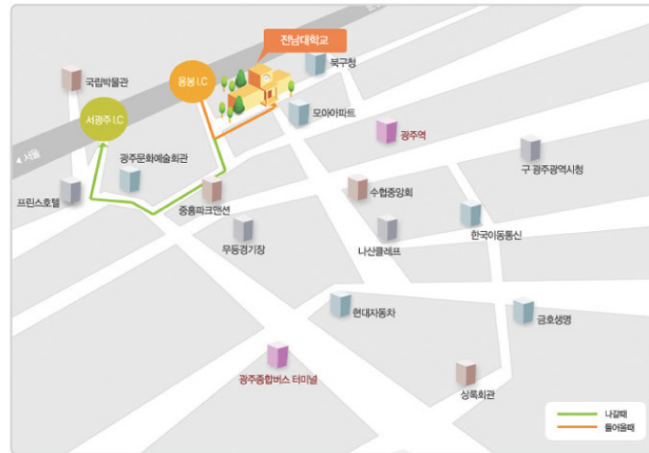 전남대학교
북구청
국립박물관
용봉 I.C
모아아파트
서광주 I.C
광주역
◀ 서울
광주문화예술회관
구 광주광역시청
프린스호텔
중흥파크맨션
수협중앙회
한국이동통신
무등경기장
나산클레프
현대자동차
금호생명
광주종합버스 터미널
상록회관
나갈때
들어올때